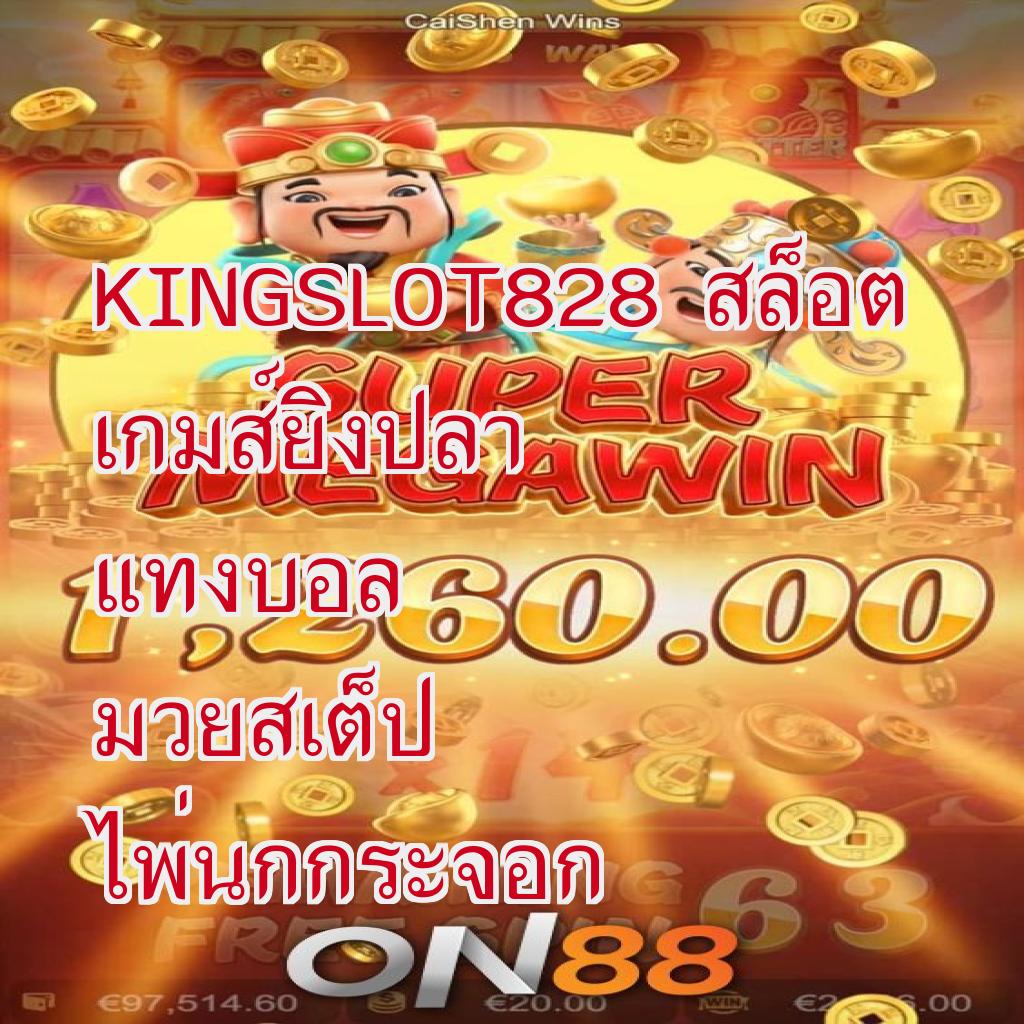 CaiShen Wins
KINGSLOT828 สล็อต
SUPER
เกมส์ยิงปลา
MEGAWIN
แทงบอล
1,260.00
มวยสเต็ป
ไพ่นกกระจอก
63
ON88
€97,514.60 €20.00 WIN